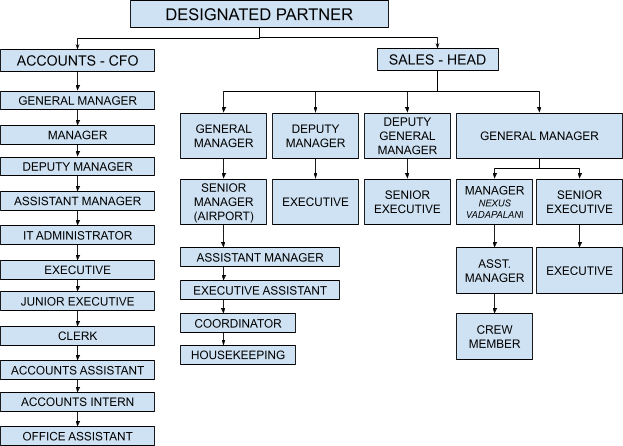 DESIGNATED PARTNER
ACCOUNTS - CFO
GENERAL MANAGER
MANAGER
DEPUTY MANAGER
ASSISTANT MANAGER
IT ADMINISTRATOR
EXECUTIVE
JUNIOR EXECUTIVE
CLERK
ACCOUNTS ASSISTANT
ACCOUNTS INTERN
OFFICE ASSISTANT
SALES - HEAD
GENERAL
MANAGER
SENIOR
MANAGER
(AIRPORT)
ASSISTANT MANAGER
EXECUTIVE ASSISTANT
COORDINATOR
HOUSEKEEPING
DEPUTY
MANAGER
EXECUTIVE
DEPUTY
GENERAL
MANAGER
SENIOR
EXECUTIVE
GENERAL MANAGER
MANAGER
NEXUS
VADAPALANI
ASST.
MANAGER
CREW
MEMBER
SENIOR
EXECUTIVE
EXECUTIVE